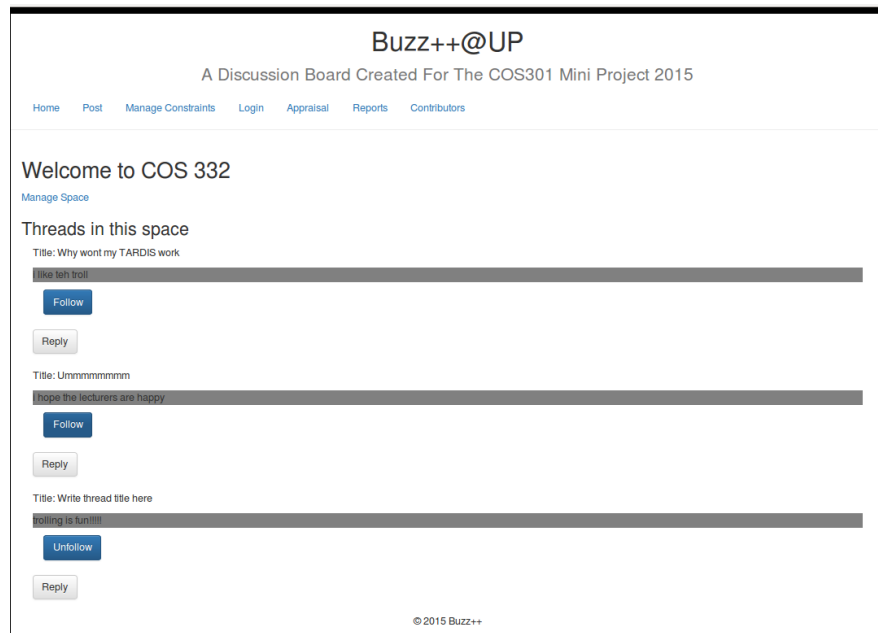 Buzz++@UP
A Discussion Board Created For The COS301 Mini Project 2015
Home Post Manage Constraints Login Appraisal Reports Contributors
Welcome to COS 332
Manage Space
Threads in this space
Title: Why wont my TARDIS work
I like teh troll
Follow
Reply
Title: Ummmmmmmm
I hope the lecturers are happy
Follow
Reply
Title: Write thread title here
trolling is fun!!!!!
Unfollow
Reply
© 2015 Buzz++